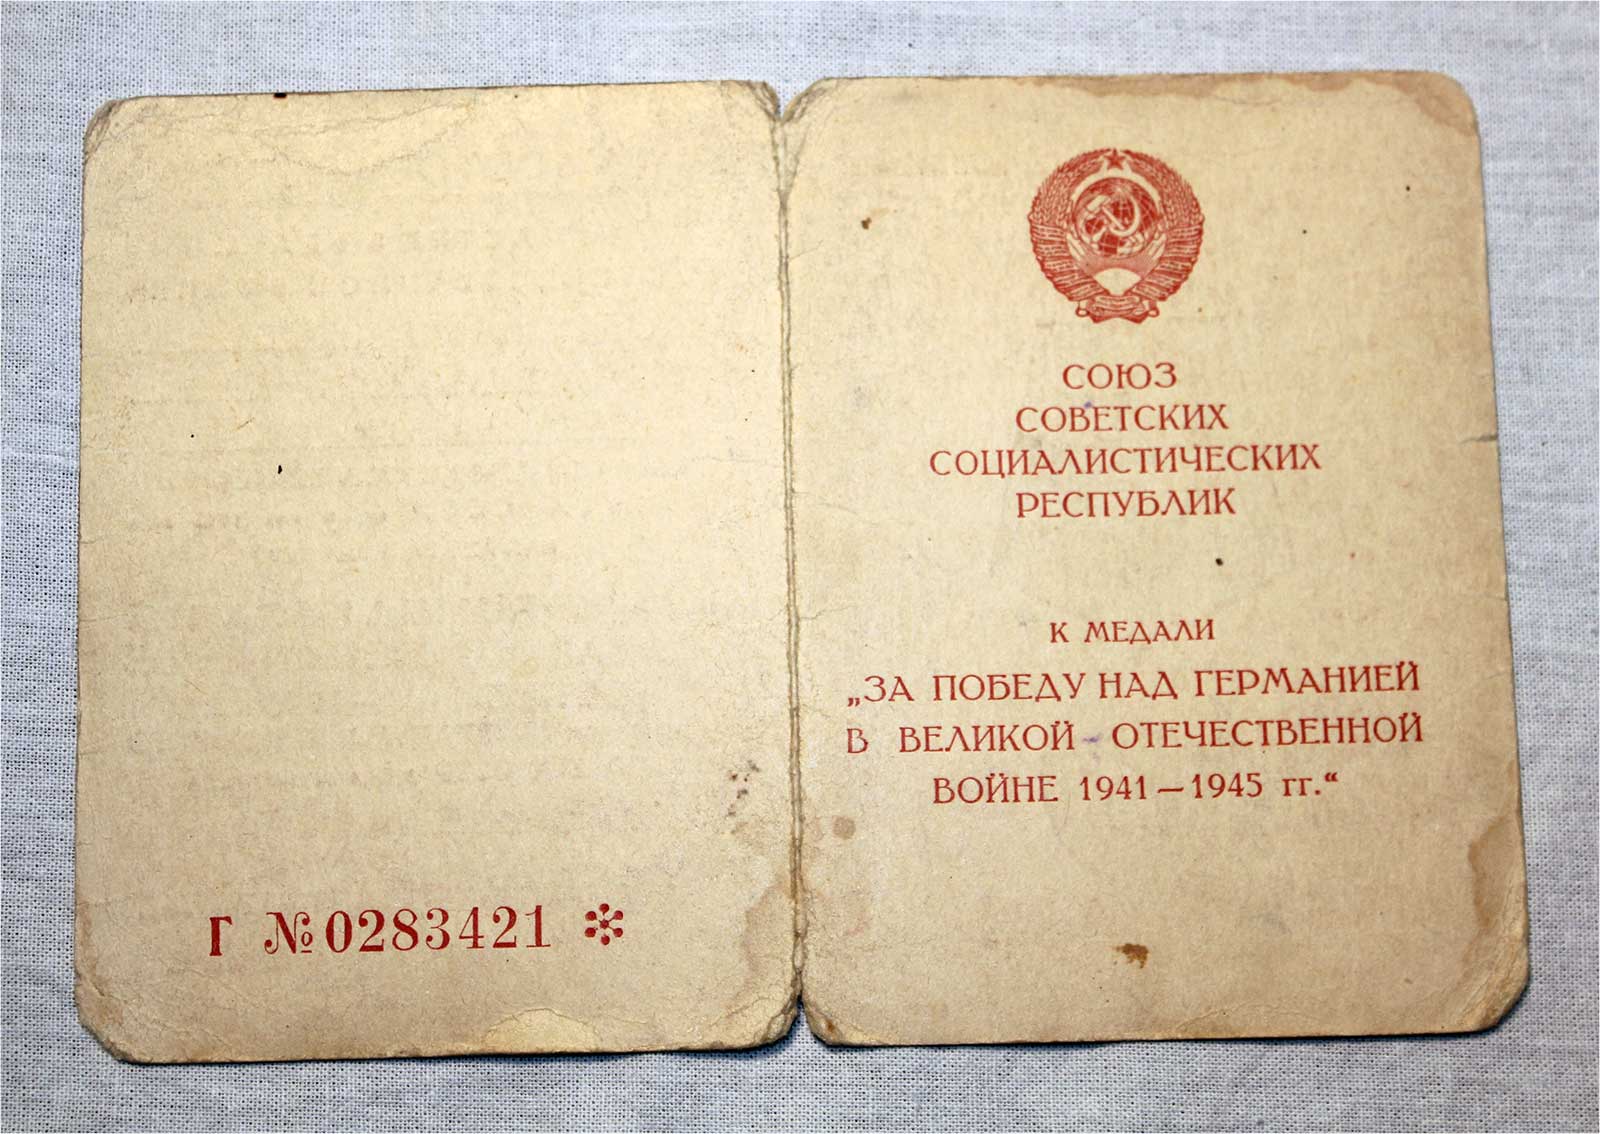 Г №0283421 *
СОЮЗ
СОВЕТСКИХ
СОЦИАЛИСТИЧЕСКИХ
РЕСПУБЛИК
К МЕДАЛИ
„ЗА ПОБЕДУ НАД ГЕРМАНИЕЙ
В ВЕЛИКОЙ ОТЕЧЕСТВЕННОЙ
ВОЙНЕ 1941—1945 гг.“